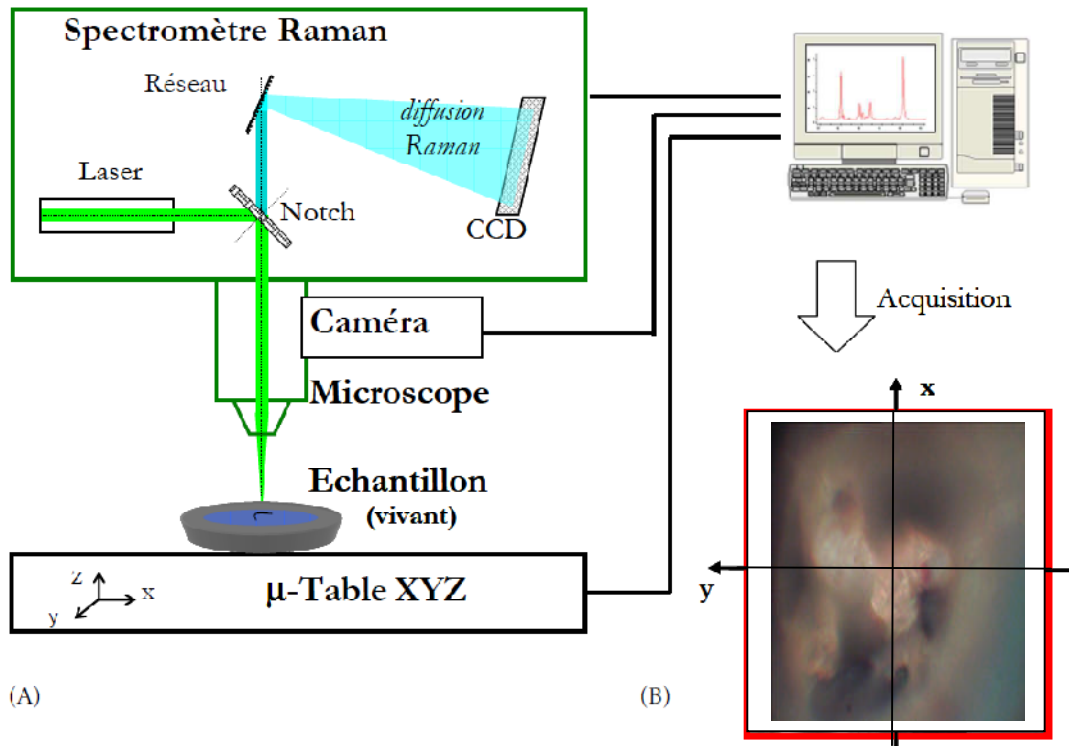 Spectromètre Raman
Réseau
diffusion
Raman
Laser
Notch
CCD
Acquisition
Caméra
Microscope
x
Echantillon
(vivant)
y
z
x
y
µ-Table XYZ
(A)
(B)